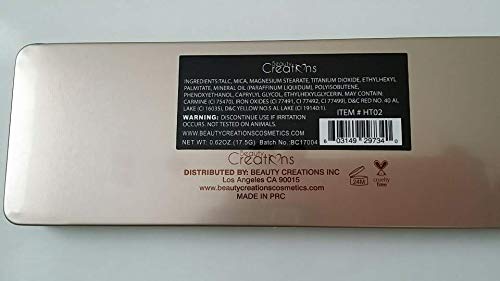 Beauty
Creations
INGREDIENTS:TALC, MICA, MAGNESIUM STEARATE, TITANIUM DIOXIDE, ETHYLHEXYL
PALMITATE, MINERAL OIL (PARAFFINUM LIQUIDUM), POLYISOBUTENE,
PHENOXYETHANOL, CAPRYLYL GLYCOL, ETHYLHEXYLGLYCERIN, MAY CONTAIN:
CARMINE (CI 75470), IRON OXIDES (CI 77491, CI 77492, CI 77499), D&C RED NO. 40 AL
LAKE (CI 16035), D&C YELLOW NO.5 AL LAKE (CI 19140:1).
WARNING: DISCONTINUE USE IF IRRITATION
OCCURS. NOT TESTED ON ANIMALS.
WWW.BEAUTYCREATIONSCOSMETICS.COM
NET WT: 0.62OZ (17.5G) Batch No.:BC17004
ITEM # HT02
6 03149 29734 0
Beauty
Creations
DISTRIBUTED BY: BEAUTY CREATIONS INC
Los Angeles CA 90015
www.beautycreationscosmetics.com
MADE IN PRC
24M
cruelty
free